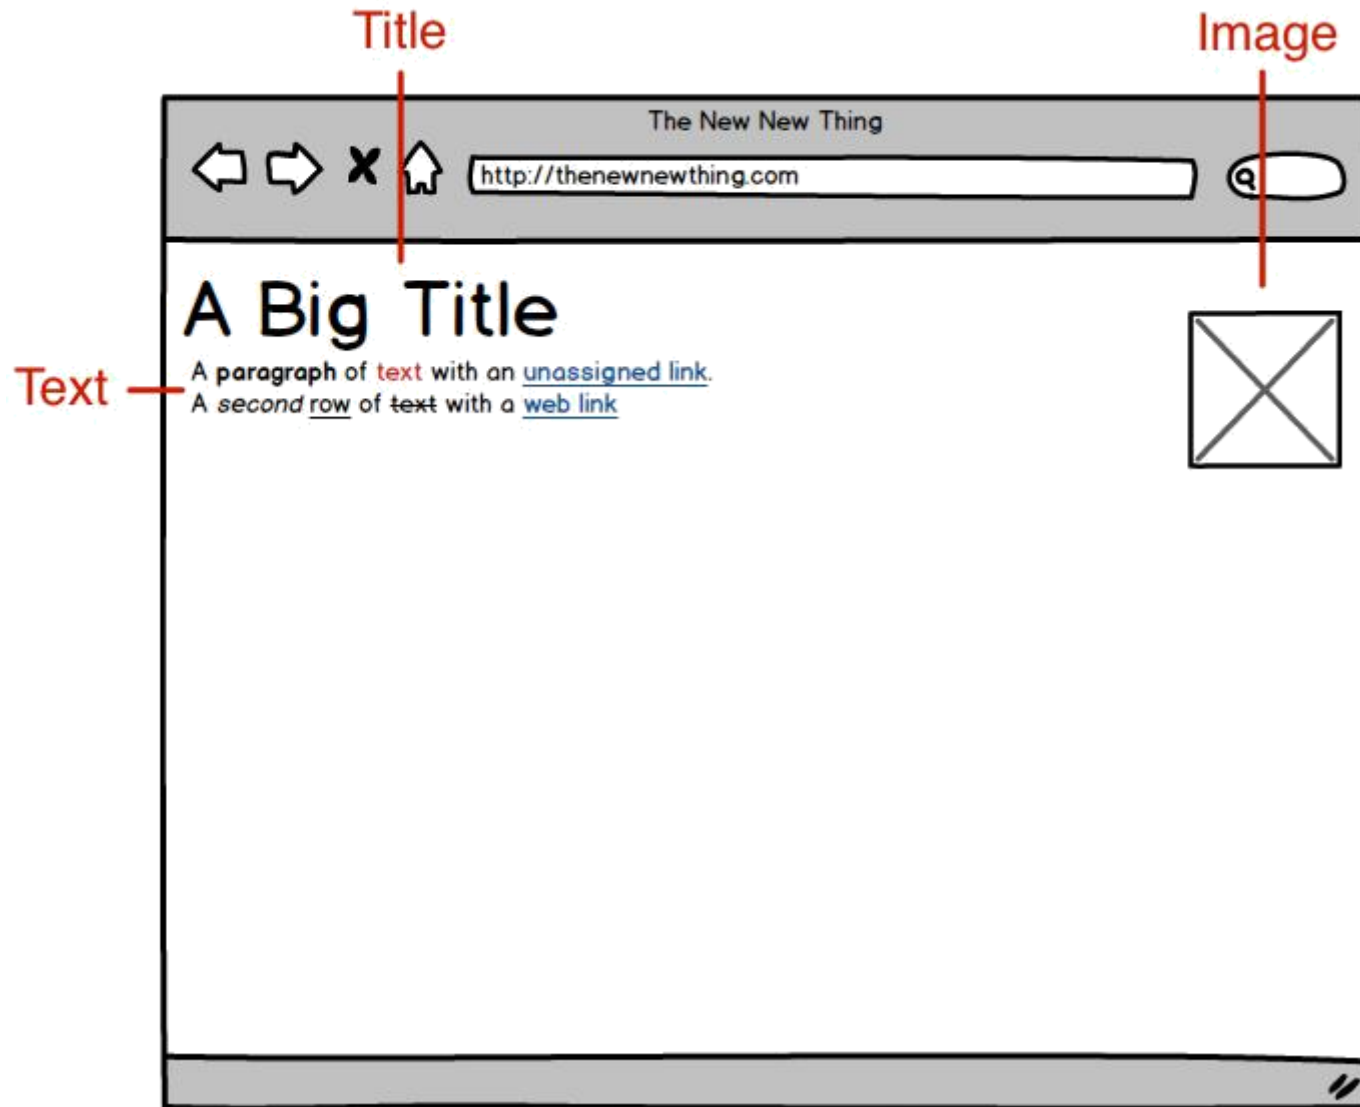 Title
Image
The New New Thing
http://thenewnewthing.com
A Big Title
Text
A paragraph of text with an unassigned link.
A second row of text with a web link